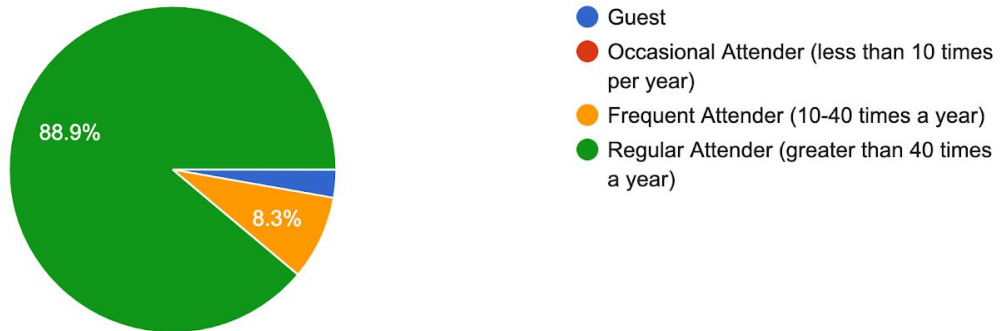 Guest
Occasional Attender (less than 10 times
per year)
Frequent Attender (10-40 times a year)
Regular Attender (greater than 40 times
a year)
88.9%
8.3%